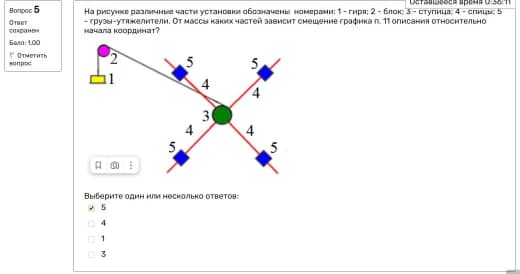 Оставшееся время 0:36:11
Вопрос 5
Ответ
сохранен
Балл: 1,00
Отметить
вопрос
На рисунке различные части установки обозначены номерами: 1 - гиря; 2 - блок; 3 - ступица; 4 - спицы; 5
- грузы-утяжелители. От массы каких частей зависит смещение графика п. 11 описания относительно
начала координат?
2
1
5
5
4
4
3
4
4
5
5
Выберите один или несколько ответов:
5
4
1
3